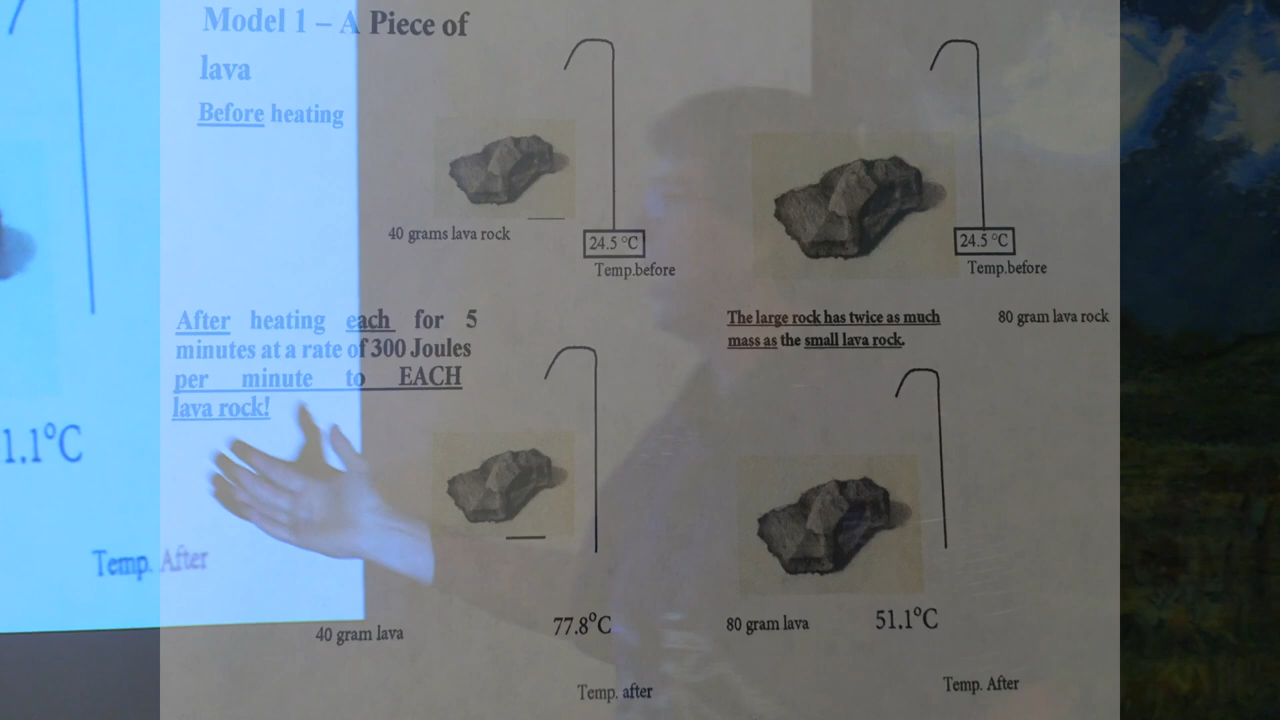 Model 1 – A Piece of
lava
Before heating
40 grams lava rock
24.5 °C
Temp.before
24.5 °C
Temp.before
The large rock has twice as much
mass as the small lava rock.
80 gram lava rock
After heating each for 5
minutes at a rate of 300 Joules
per minute to EACH
lava rock!
1.1°C
Temp. After
40 gram lava
77.8°C
Temp. after
80 gram lava
51.1°C
Temp. After